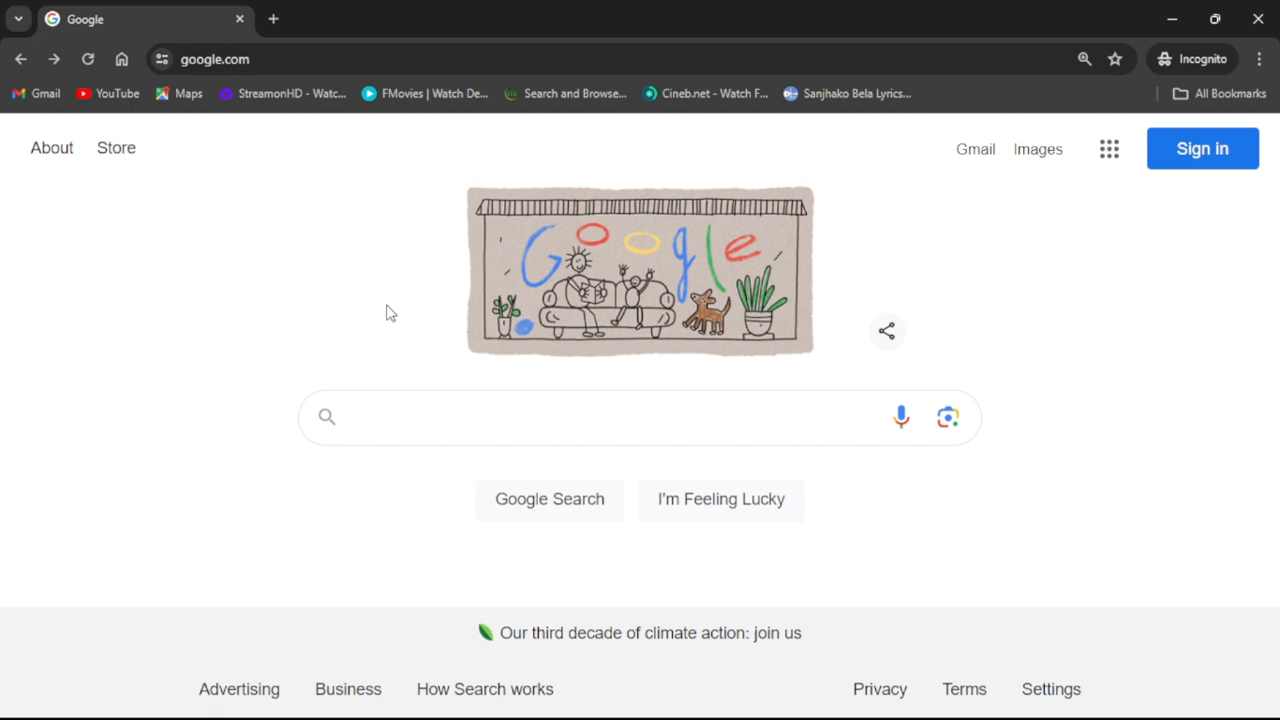 Google
google.com
Incognito
Gmail YouTube Maps StreamonHD - Watc... FMovies | Watch De... Search and Browse... Cineb.net - Watch F... Sanjhako Bela Lyrics... All Bookmarks
About Store Gmail Images Sign in
Google
Google Search I'm Feeling Lucky
Our third decade of climate action: join us
Advertising Business How Search works Privacy Terms Settings